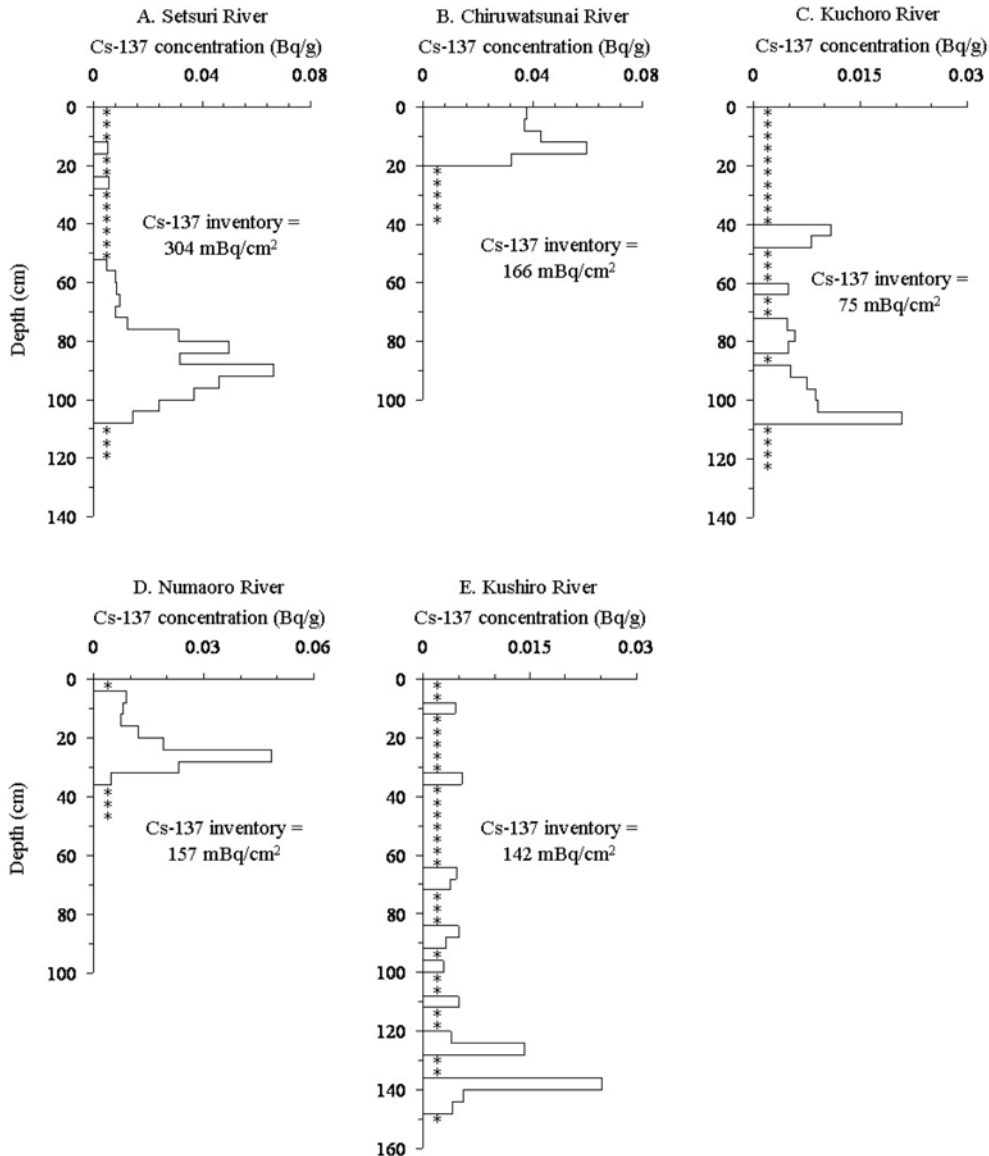 A. Setsuri River
Cs-137 concentration (Bq/g)
0 0.04 0.08
0
20
40
60
80
100
120
140
Depth (cm)
* * * * * * * * * * * * * * *
Cs-137 inventory =
304 mBq/cm²
B. Chiruwatsunai River
Cs-137 concentration (Bq/g)
0 0.04 0.08
0
20
40
60
80
100
Cs-137 inventory =
166 mBq/cm²
C. Kuchoro River
Cs-137 concentration (Bq/g)
0 0.015 0.03
0
20
40
60
80
100
120
140
Cs-137 inventory =
75 mBq/cm²
D. Numaoro River
Cs-137 concentration (Bq/g)
0 0.03 0.06
0
20
40
60
80
100
Depth (cm)
Cs-137 inventory =
157 mBq/cm²
E. Kushiro River
Cs-137 concentration (Bq/g)
0 0.015 0.03
0
20
40
60
80
100
120
140
160
Cs-137 inventory =
142 mBq/cm²